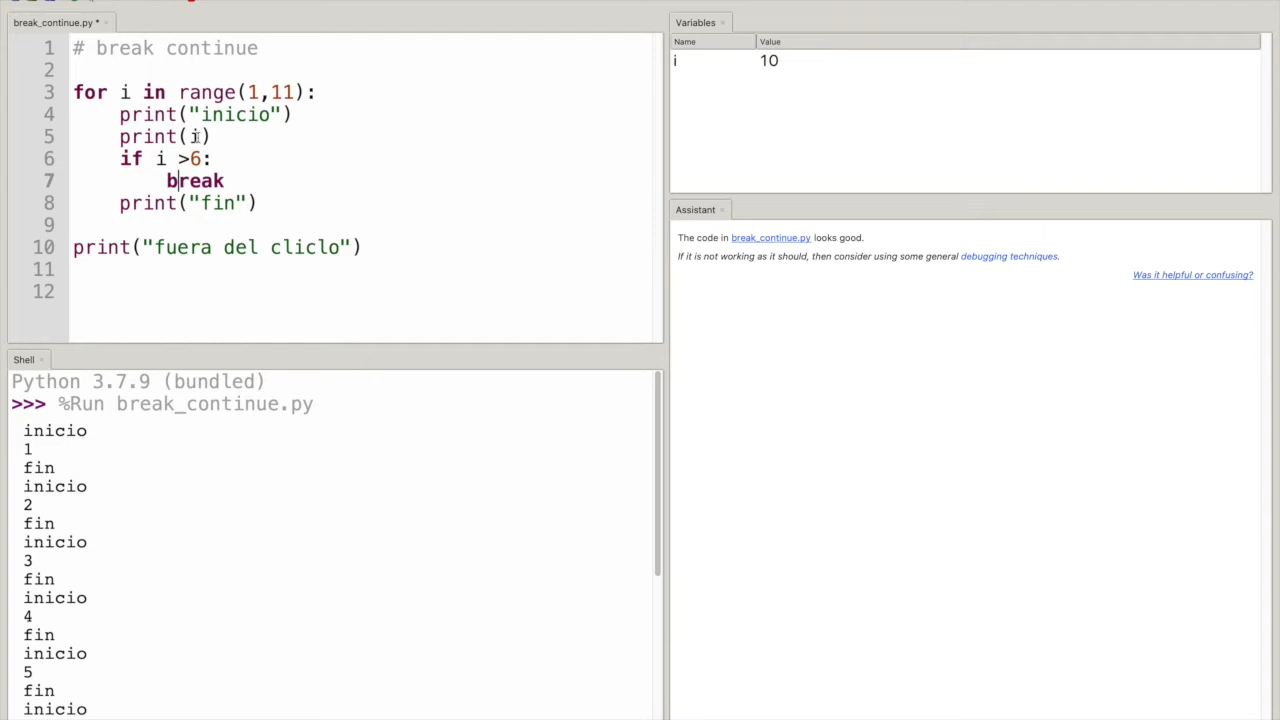 break_continue.py *
1 # break continue
2
3 for i in range(1,11):
4 print("inicio")
5 print(i)
6 if i >6:
7 break
8 print("fin")
9
10 print("fuera del cliclo")
11
12
Shell
Python 3.7.9 (bundled)
>>> %Run break_continue.py
inicio
1
fin
inicio
2
fin
inicio
3
fin
inicio
4
fin
inicio
5
fin
inicio
Variables
Name Value
i 10
Assistant
The code in break_continue.py looks good.
If it is not working as it should, then consider using some general debugging techniques.
Was it helpful or confusing?